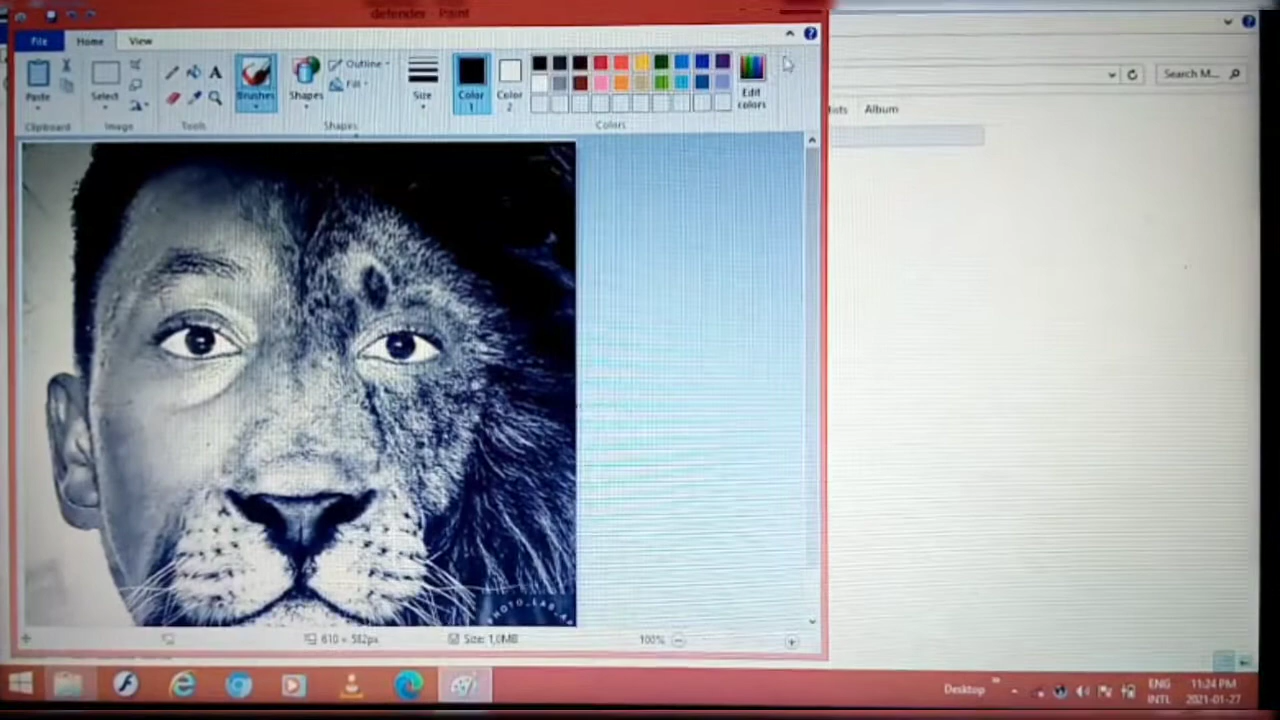 defender - Paint
File Home View
Search M...
Paste Select Brushes Shapes Outline Fill Size Color 1 Color 2 Edit colors
Album
Clipboard Image Tools Shapes Colors
PHOTO_LAB
610 × 582px Size: 1,0MB 100%
Desktop ENG INTL 11:24 PM 2021-01-27